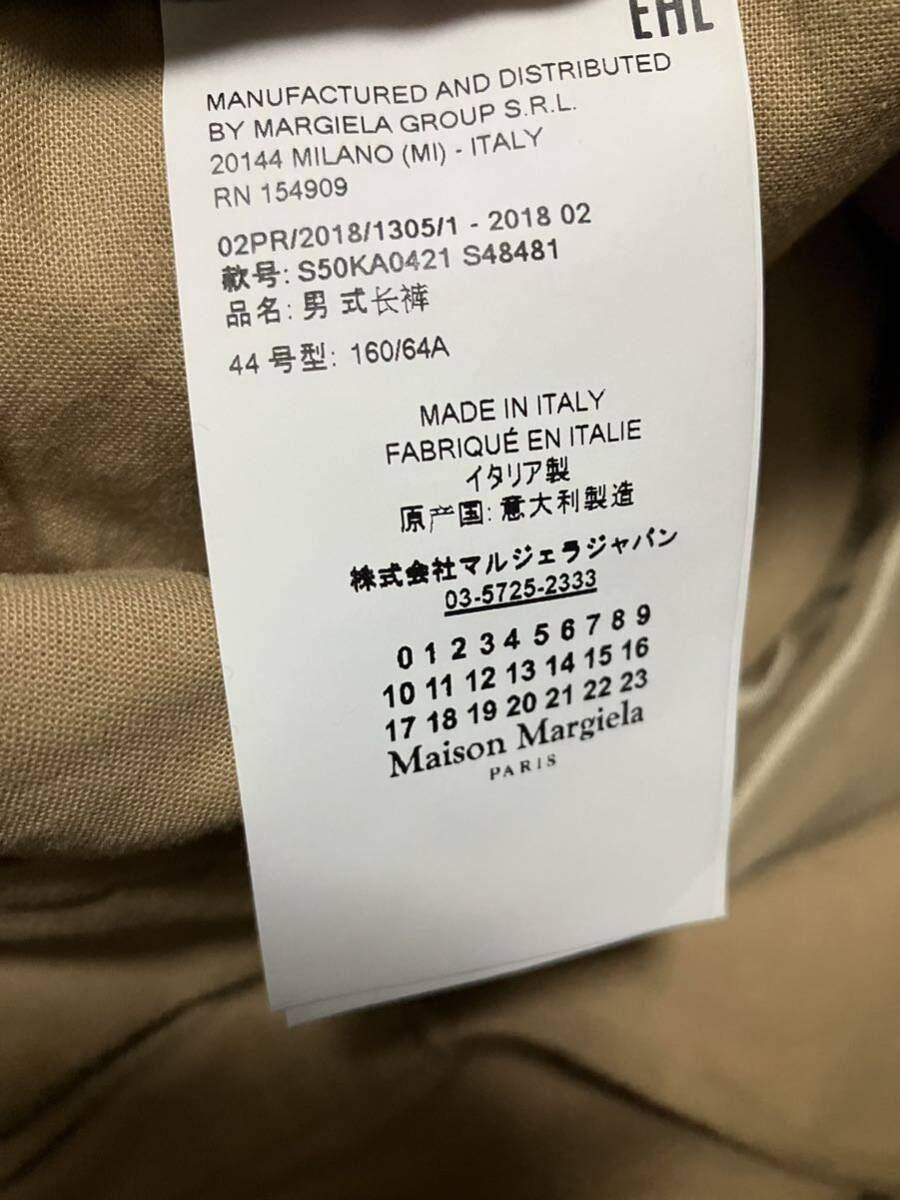 EAC
MANUFACTURED AND DISTRIBUTED
BY MARGIELA GROUP S.R.L.
20144 MILANO (MI) - ITALY
RN 154909
02PR/2018/1305/1 - 2018 02
款号: S50KA0421 S48481
品名: 男 式长裤
44 号型: 160/64A
MADE IN ITALY
FABRIQUÉ EN ITALIE
イタリア製
原产国: 意大利製造
株式会社マルジェラジャパン
03-5725-2333
0 1 2 3 4 5 6 7 8 9
10 11 12 13 14 15 16
17 18 19 20 21 22 23
Maison Margiela
PARIS